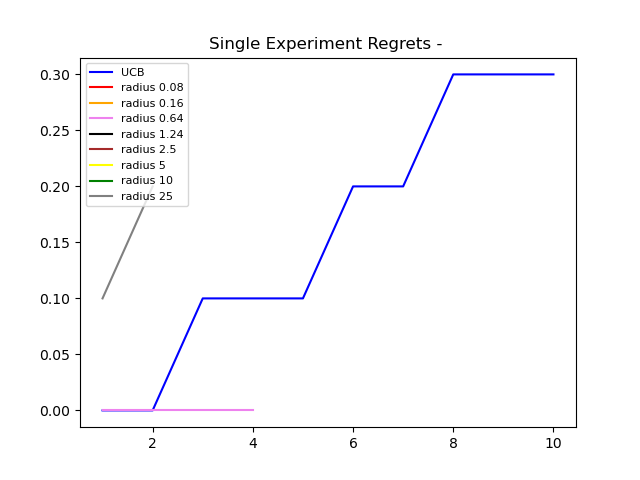 Single Experiment Regrets -
0.30
0.25
0.20
0.15
0.10
0.05
0.00
UCB
radius 0.08
radius 0.16
radius 0.64
radius 1.24
radius 2.5
radius 5
radius 10
radius 25
2
4
6
8
10